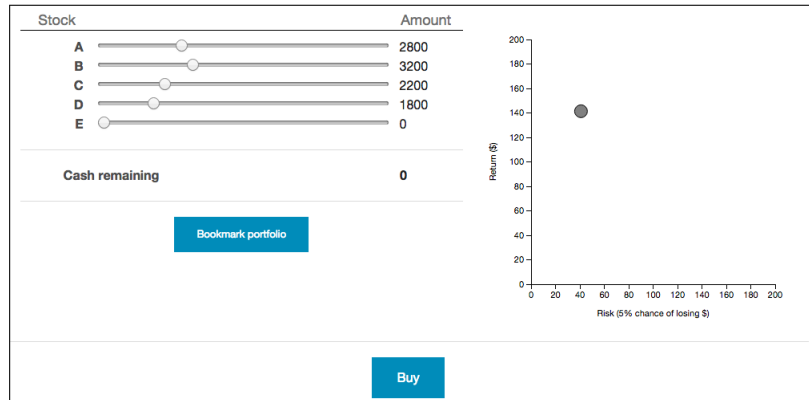 Stock Amount
A 2800
B 3200
C 2200
D 1800
E 0
Cash remaining 0
Bookmark portfolio
Buy
Return ($)
200
180
160
140
120
100
80
60
40
20
0
0 20 40 60 80 100 120 140 160 180 200
Risk (5% chance of losing $)